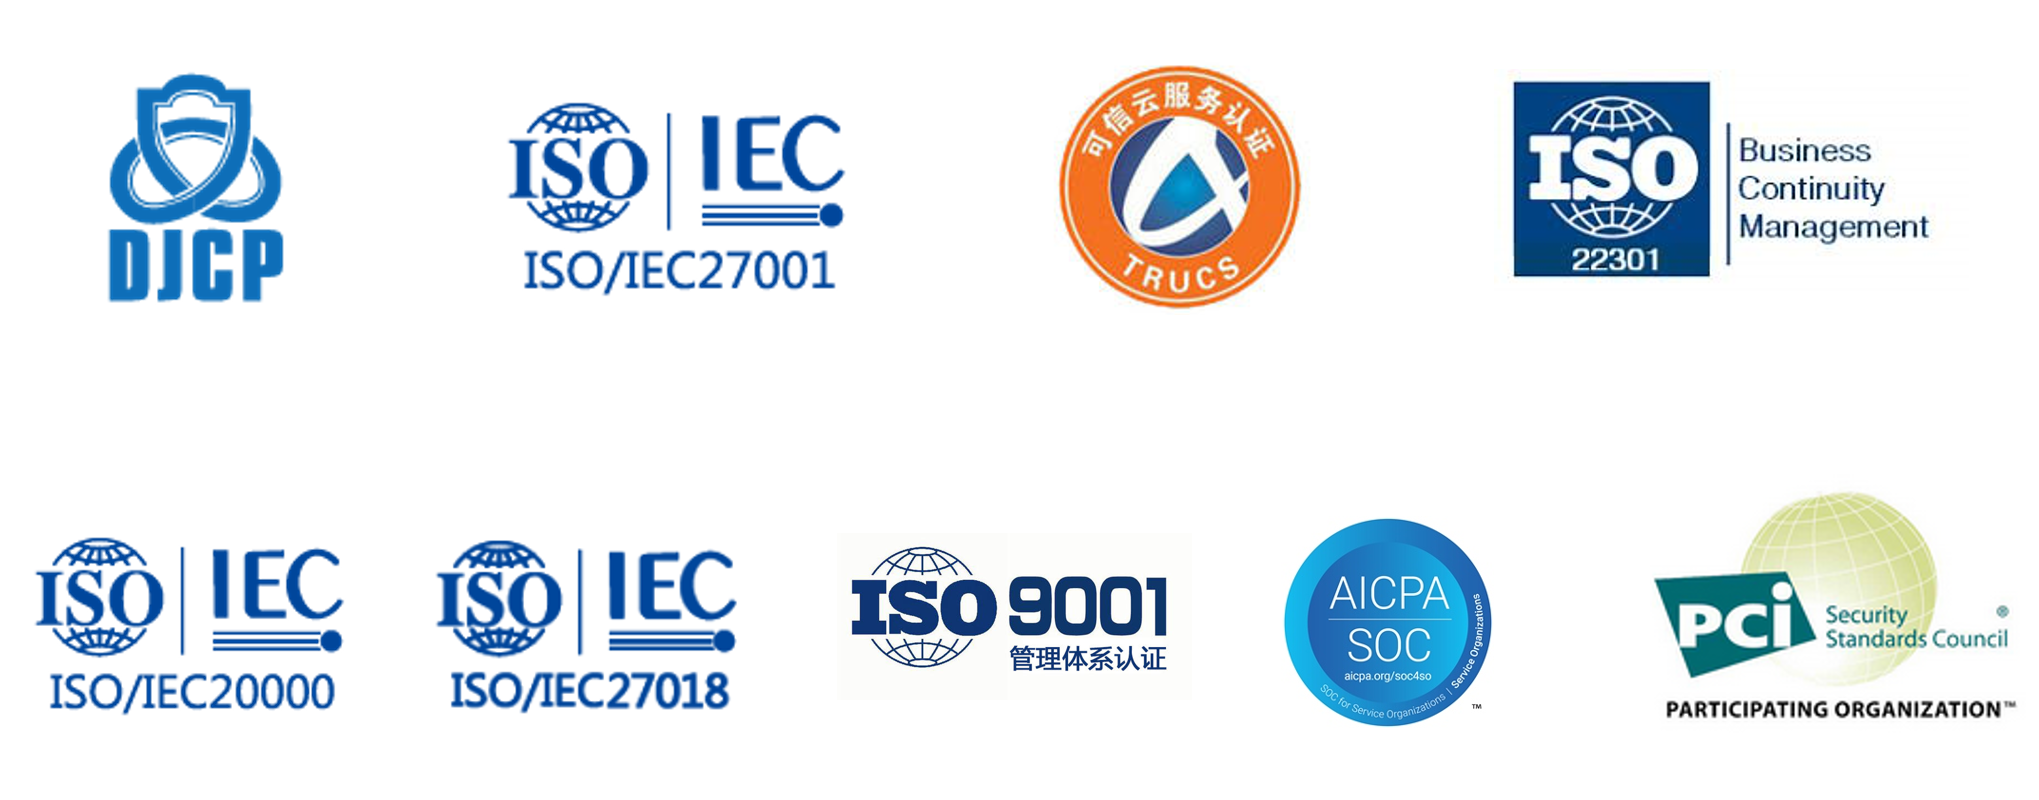 DJCP
ISO IEC
ISO/IEC27001
可信云服务认证
TRUCS
ISO
22301
Business
Continuity
Management
ISO IEC
ISO/IEC20000
ISO IEC
ISO/IEC27018
ISO 9001
管理体系认证
AICPA
SOC
aicpa.org/soc4so
SOC for Service Organizations | Service Organizations
TM
PCi
Security
Standards Council ®
PARTICIPATING ORGANIZATION™